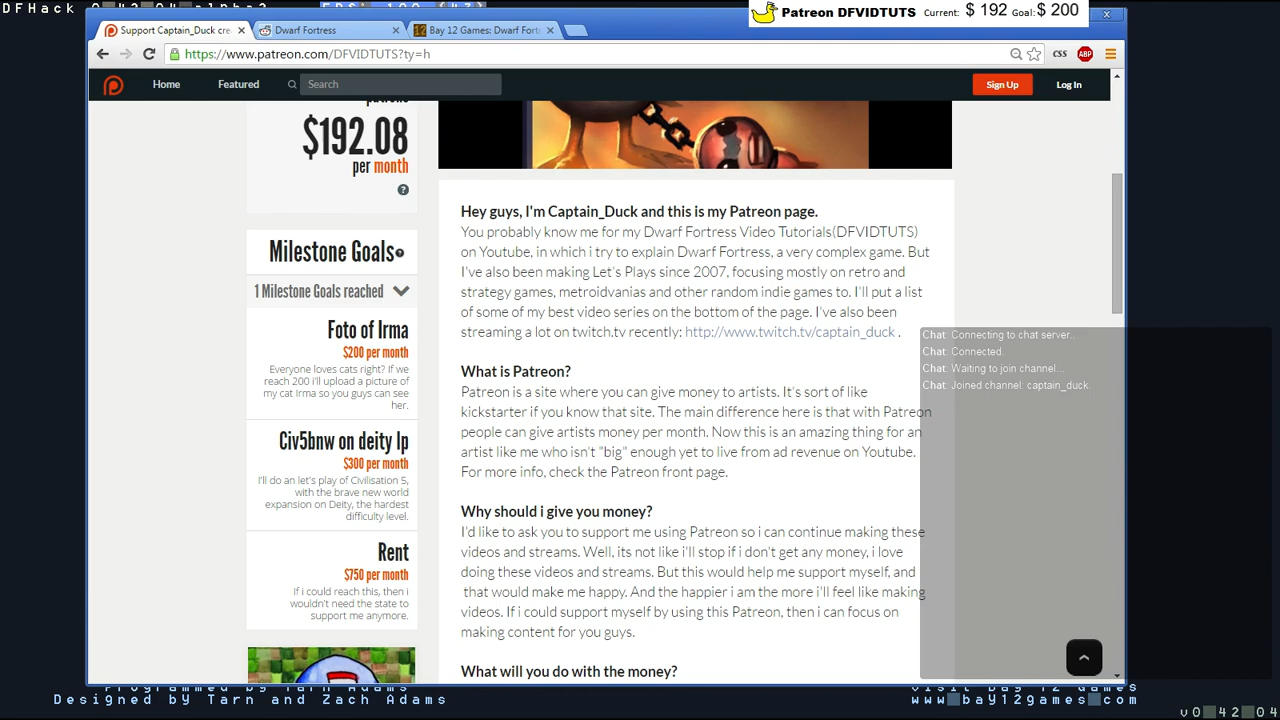 DFHack
Patreon DFVIDTUTS Current: $ 192 Goal: $ 200
Support Captain_Duck cre
Dwarf Fortress
Bay 12 Games: Dwarf Fort
https://www.patreon.com/DFVIDTUTS?ty=h
CSS
ABP
Home
Featured
Search
Sign Up
Log In
$192.08
per month
Milestone Goals
1 Milestone Goals reached
Foto of Irma
$200 per month
Everyone loves cats right? If we
reach 200 i'll upload a picture of
my cat Irma so you guys can see
her.
Civ5bnw on deity lp
$300 per month
I'll do an let's play of Civilisation 5,
with the brave new world
expansion on Deity, the hardest
difficulty level.
Rent
$750 per month
If i could reach this, then i
wouldn't need the state to
support me anymore.
Hey guys, I'm Captain_Duck and this is my Patreon page.
You probably know me for my Dwarf Fortress Video Tutorials(DFVIDTUTS)
on Youtube, in which i try to explain Dwarf Fortress, a very complex game. But
I've also been making Let's Plays since 2007, focusing mostly on retro and
strategy games, metroidvanias and other random indie games to. I'll put a list
of some of my best video series on the bottom of the page. I've also been
streaming a lot on twitch.tv recently: http://www.twitch.tv/captain_duck .
What is Patreon?
Patreon is a site where you can give money to artists. It's sort of like
kickstarter if you know that site. The main difference here is that with Patreon
people can give artists money per month. Now this is an amazing thing for an
artist like me who isn't "big" enough yet to live from ad revenue on Youtube.
For more info, check the Patreon front page.
Why should i give you money?
I'd like to ask you to support me using Patreon so i can continue making these
videos and streams. Well, its not like i'll stop if i don't get any money, i love
doing these videos and streams. But this would help me support myself, and
that would make me happy. And the happier i am the more i'll feel like making
videos. If i could support myself by using this Patreon, then i can focus on
making content for you guys.
What will you do with the money?
Chat: Connecting to chat server...
Chat: Connected.
Chat: Waiting to join channel...
Chat: Joined channel: captain_duck.
Programmed by Tarn Adams
Designed by Tarn and Zach Adams
Visit Bay 12 Games
www bay12games com
v0 42 04